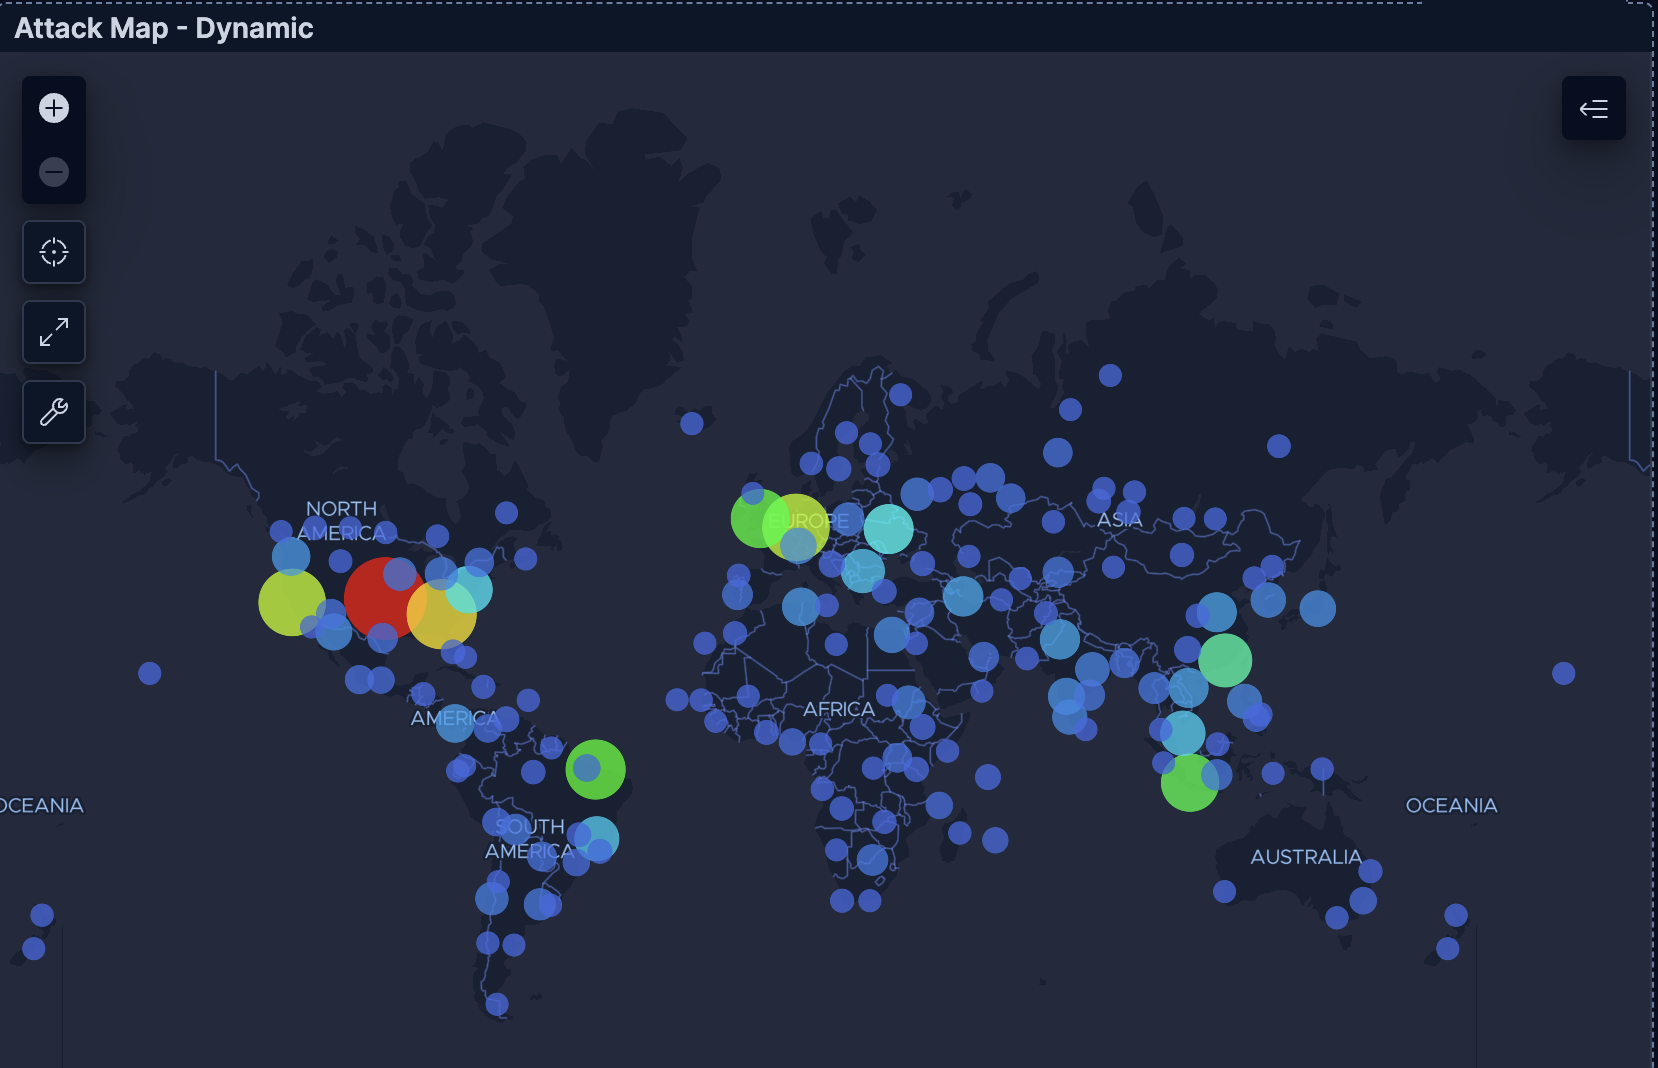 Attack Map - Dynamic
NORTH
AMERICA
EUROPE
ASIA
AMERICA
AFRICA
OCEANIA
OCEANIA
SOUTH
AMERICA
AUSTRALIA